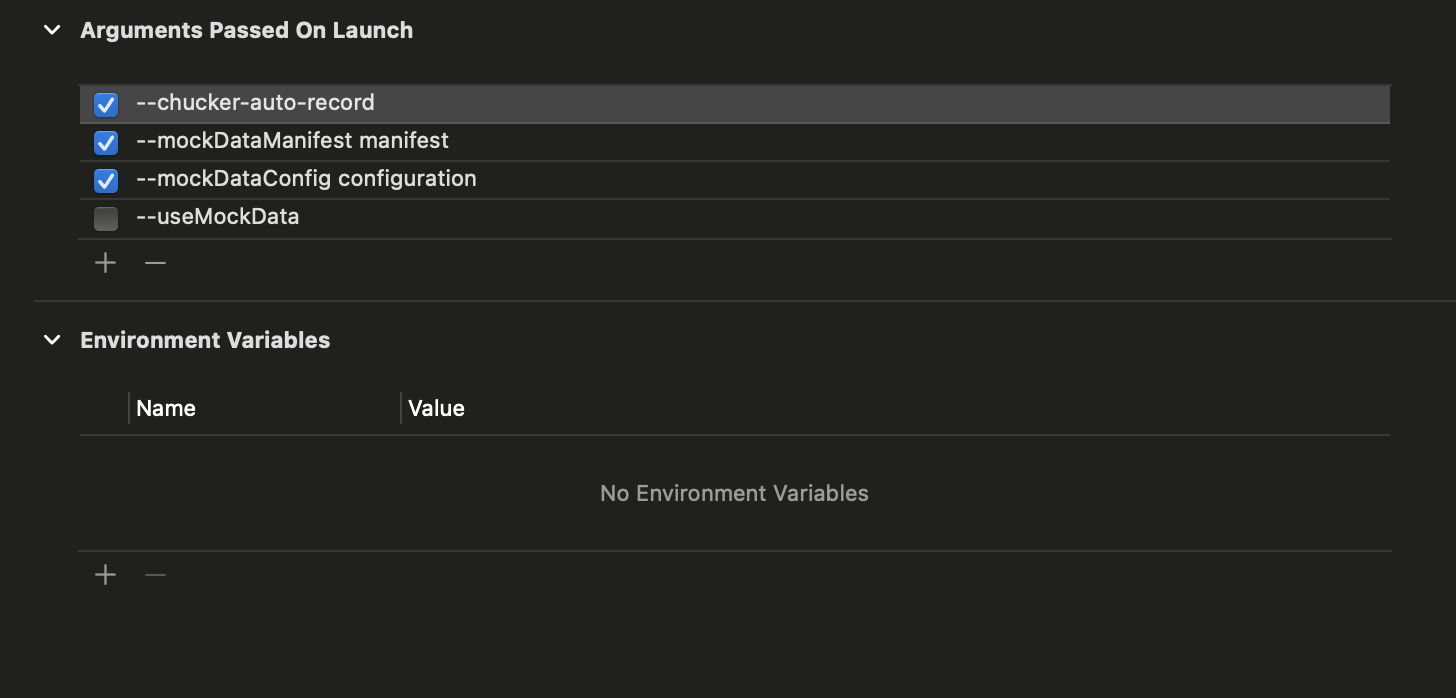 Arguments Passed On Launch
--chucker-auto-record
--mockDataManifest manifest
--mockDataConfig configuration
--useMockData
Environment Variables
Name Value
No Environment Variables